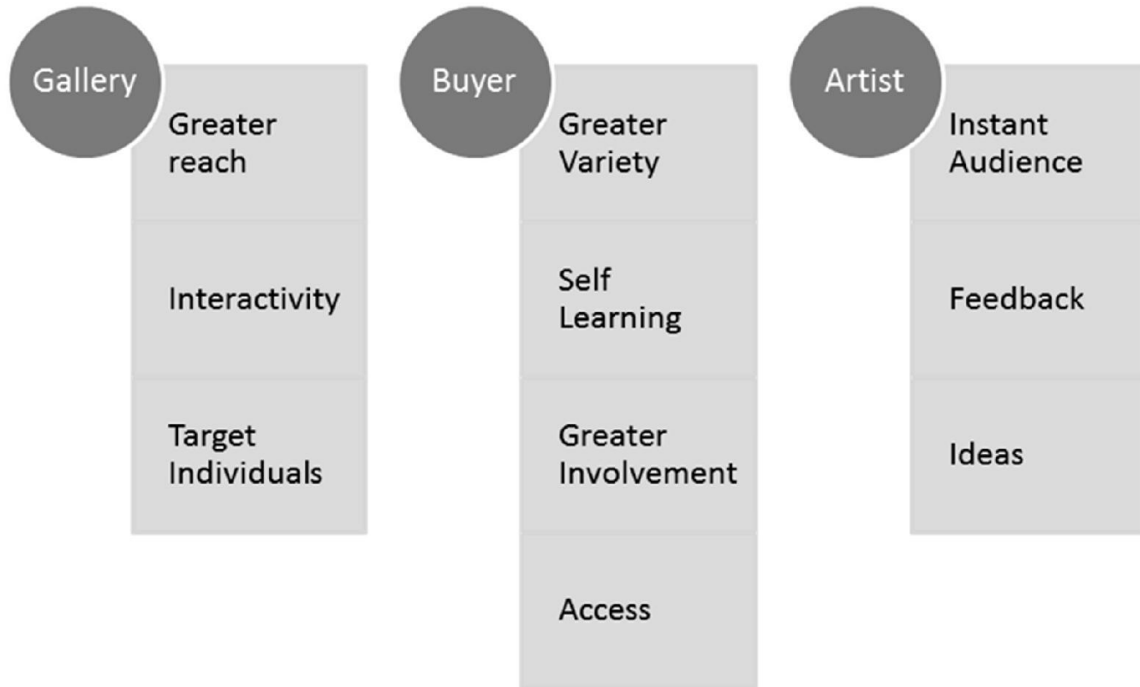 Gallery
Greater
reach
Interactivity
Target
Individuals
Buyer
Greater
Variety
Self
Learning
Greater
Involvement
Access
Artist
Instant
Audience
Feedback
Ideas